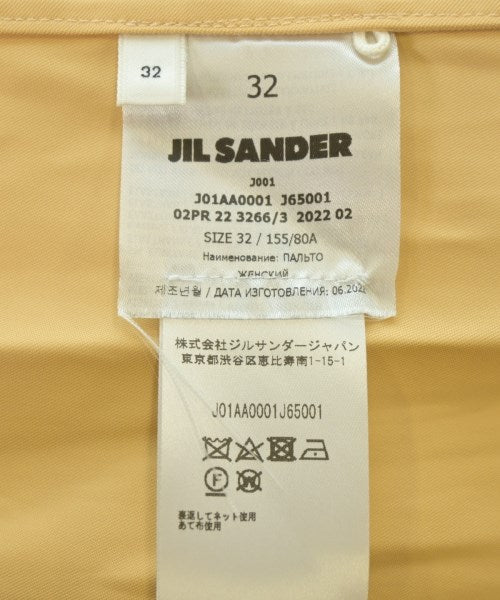 32
32
JIL SANDER
J001
J01AA0001 J65001
02PR 22 3266/3 2022 02
SIZE 32 / 155/80A
Наименование: ПАЛЬТО
ЖЕНСКИЙ
제조년월 / ДАТА ИЗГОТОВЛЕНИЯ: 06.202
株式会社ジルサンダージャパン
東京都渋谷区恵比寿南1-15-1
J01AA0001J65001
F W
裏返してネット使用
あて布使用